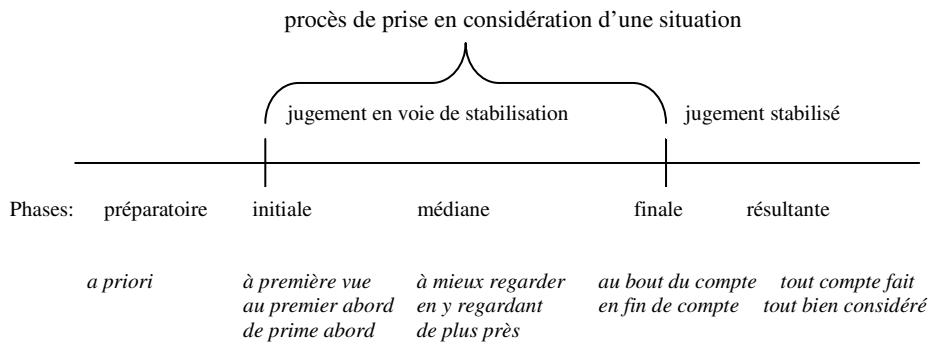 procès de prise en considération d’une situation
jugement en voie de stabilisation jugement stabilisé
Phases: préparatoire initiale médiane finale résultante
a priori à première vue à mieux regarder au bout du compte tout compte fait
au premier abord en y regardant en fin de compte tout bien considéré
de prime abord de plus près